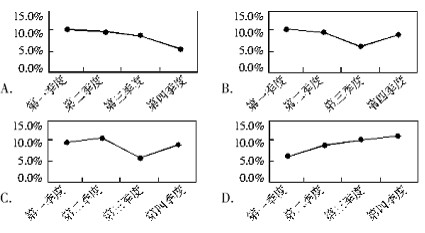 15.0%
10.0%
5.0%
0.0%
A.
第一季度
第二季度
第三季度
第四季度
15.0%
10.0%
5.0%
0.0%
B.
第一季度
第二季度
第三季度
第四季度
15.0%
10.0%
5.0%
0.0%
C.
第一季度
第二季度
第三季度
第四季度
15.0%
10.0%
5.0%
0.0%
D.
第一季度
第二季度
第三季度
第四季度